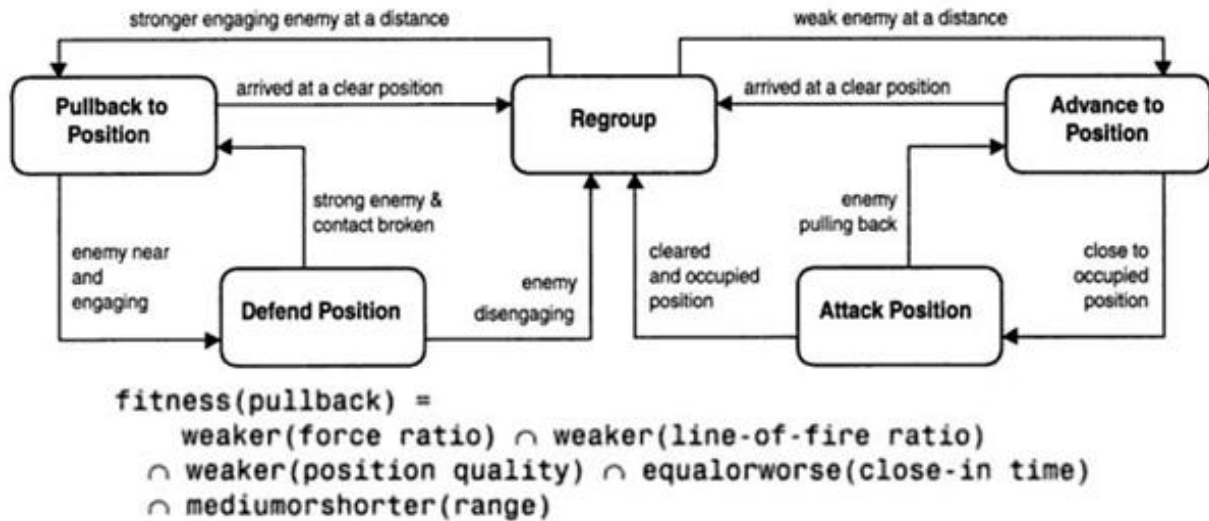 stronger engaging enemy at a distance
weak enemy at a distance
Pullback to
Position
arrived at a clear position
Regroup
arrived at a clear position
Advance to
Position
strong enemy &
contact broken
enemy
pulling back
enemy near
and
engaging
cleared
and occupied
position
close to
occupied
position
Defend Position
enemy
disengaging
Attack Position
fitness(pullback) =
weaker(force ratio) ∩ weaker(line-of-fire ratio)
∩ weaker(position quality) ∩ equalorworse(close-in time)
∩ mediumorshorter(range)